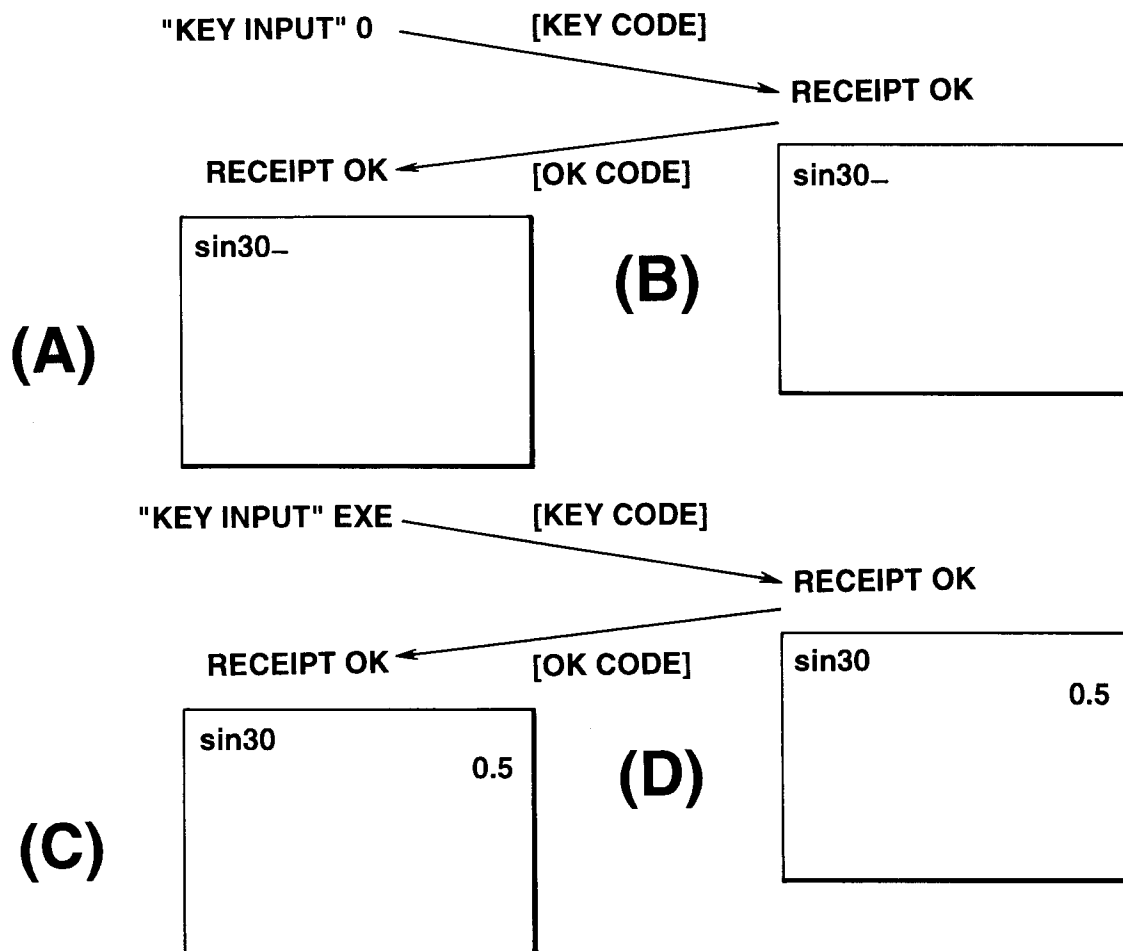 "KEY INPUT" 0
[KEY CODE]
RECEIPT OK
RECEIPT OK
[OK CODE]
sin30_
sin30_
(B)
(A)
"KEY INPUT" EXE
[KEY CODE]
RECEIPT OK
RECEIPT OK
[OK CODE]
sin30
0.5
sin30
0.5
(D)
(C)